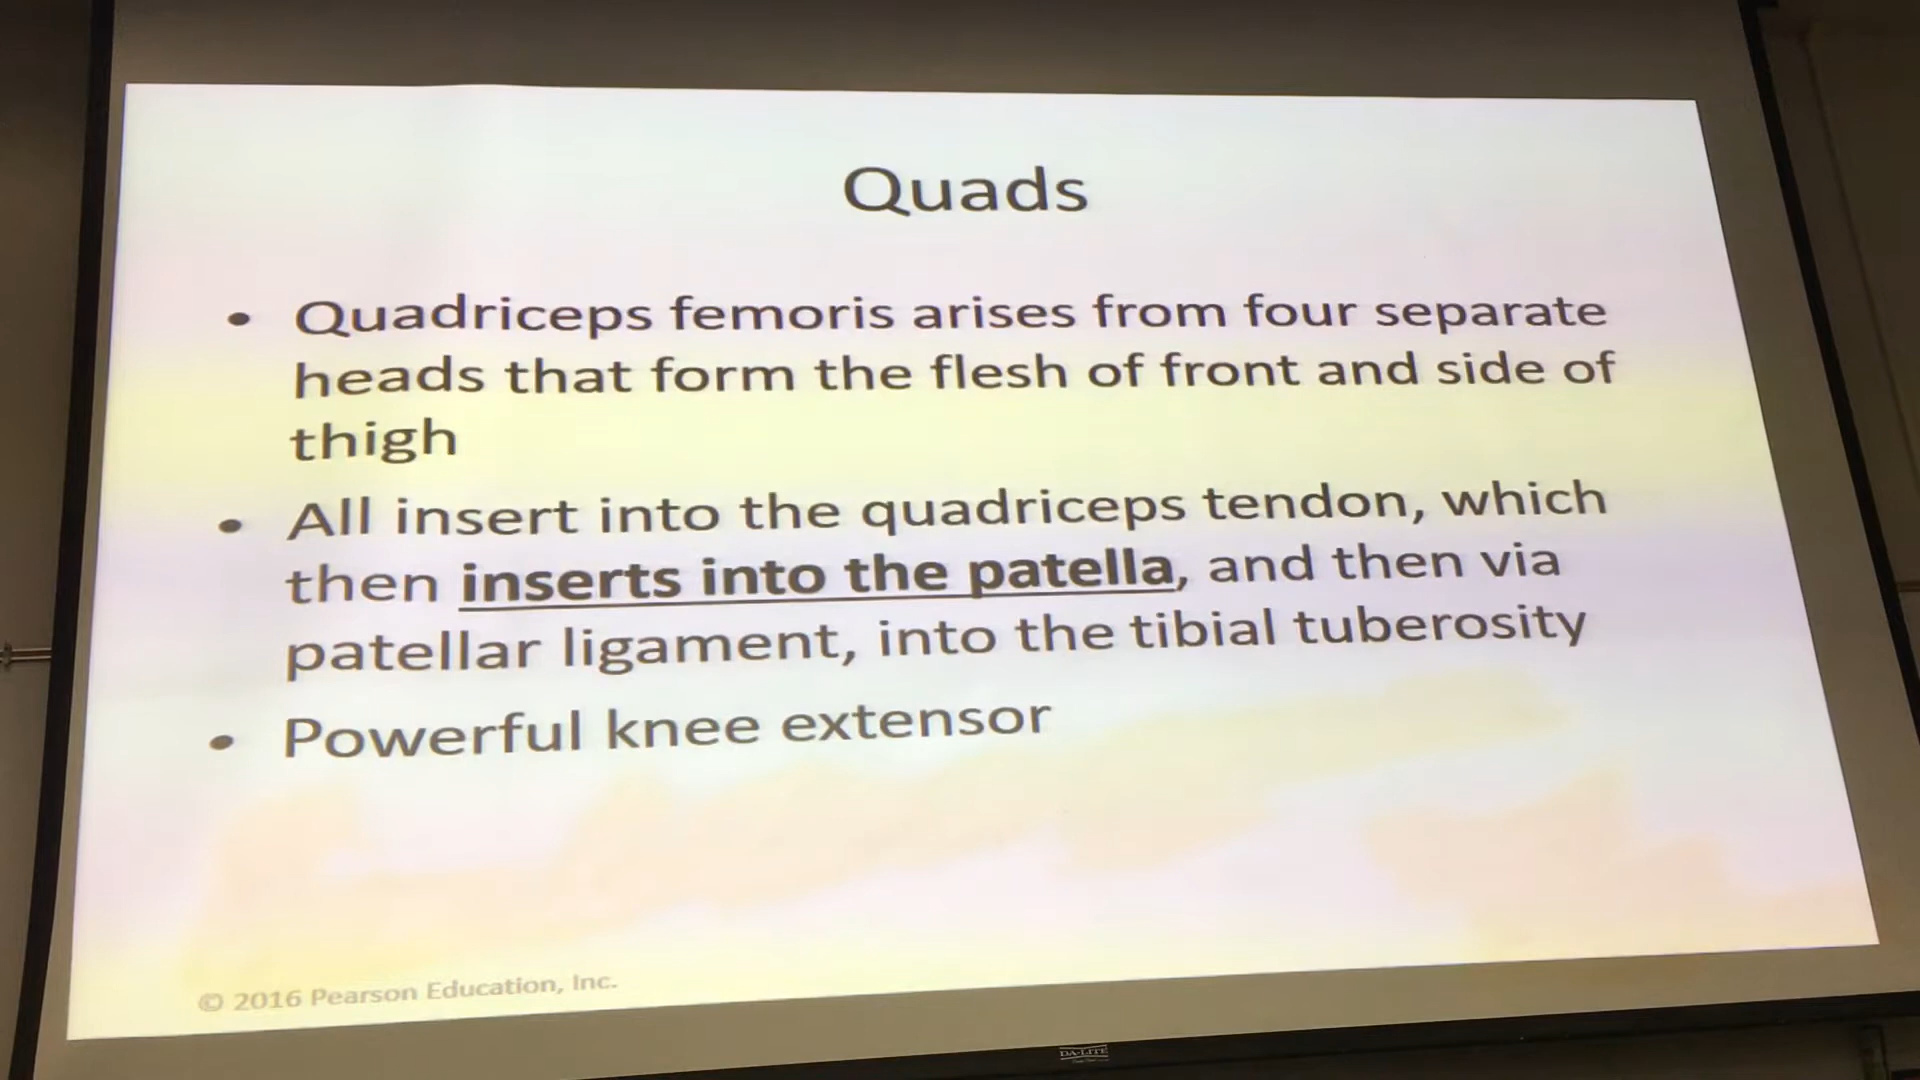 Quads
• Quadriceps femoris arises from four separate
heads that form the flesh of front and side of
thigh
• All insert into the quadriceps tendon, which
then inserts into the patella, and then via
patellar ligament, into the tibial tuberosity
• Powerful knee extensor
© 2016 Pearson Education, Inc.
DA-LITE